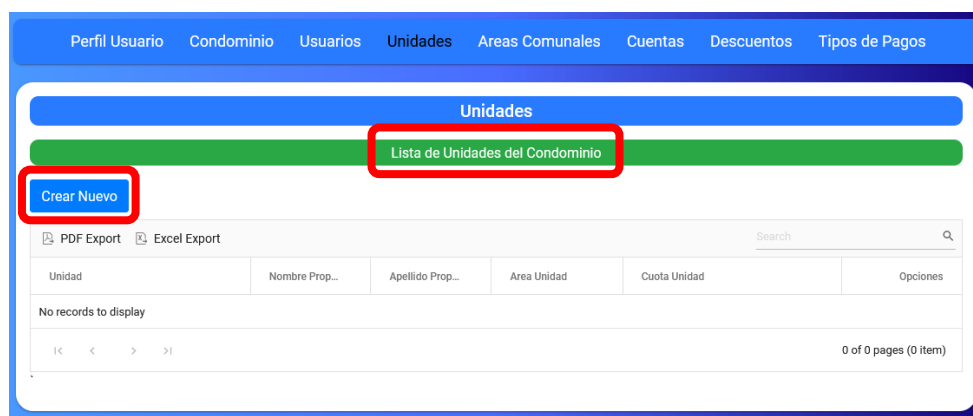 Perfil Usuario Condominio Usuarios Unidades Areas Comunales Cuentas Descuentos Tipos de Pagos
Unidades
Lista de Unidades del Condominio
Crear Nuevo
PDF Export Excel Export Search
Unidad Nombre Prop... Apellido Prop... Area Unidad Cuota Unidad Opciones
No records to display
0 of 0 pages (0 item)